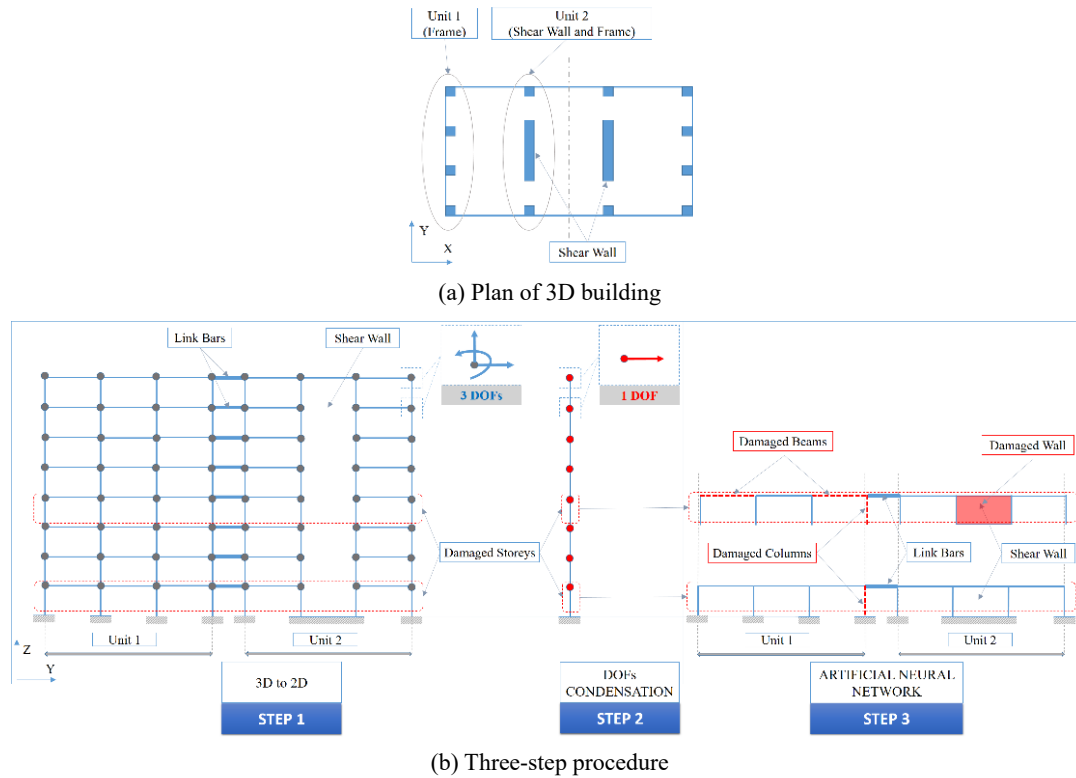 Unit 1
(Frame)
Unit 2
(Shear Wall and Frame)
Y
X
Shear Wall
(a) Plan of 3D building
Link Bars
Shear Wall
3 DOFs
1 DOF
Damaged Beams
Damaged Wall
Damaged Storeys
Damaged Columns
Link Bars
Shear Wall
Z
Y
Unit 1
Unit 2
Unit 1
Unit 2
3D to 2D
STEP 1
DOFs
CONDENSATION
STEP 2
ARTIFICIAL NEURAL
NETWORK
STEP 3
(b) Three-step procedure